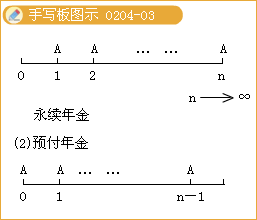 手写板图示 0204-03
A A … … A
0 1 2 n
n → ∞
永续年金
(2)预付年金
A A … … A
0 1 n-1